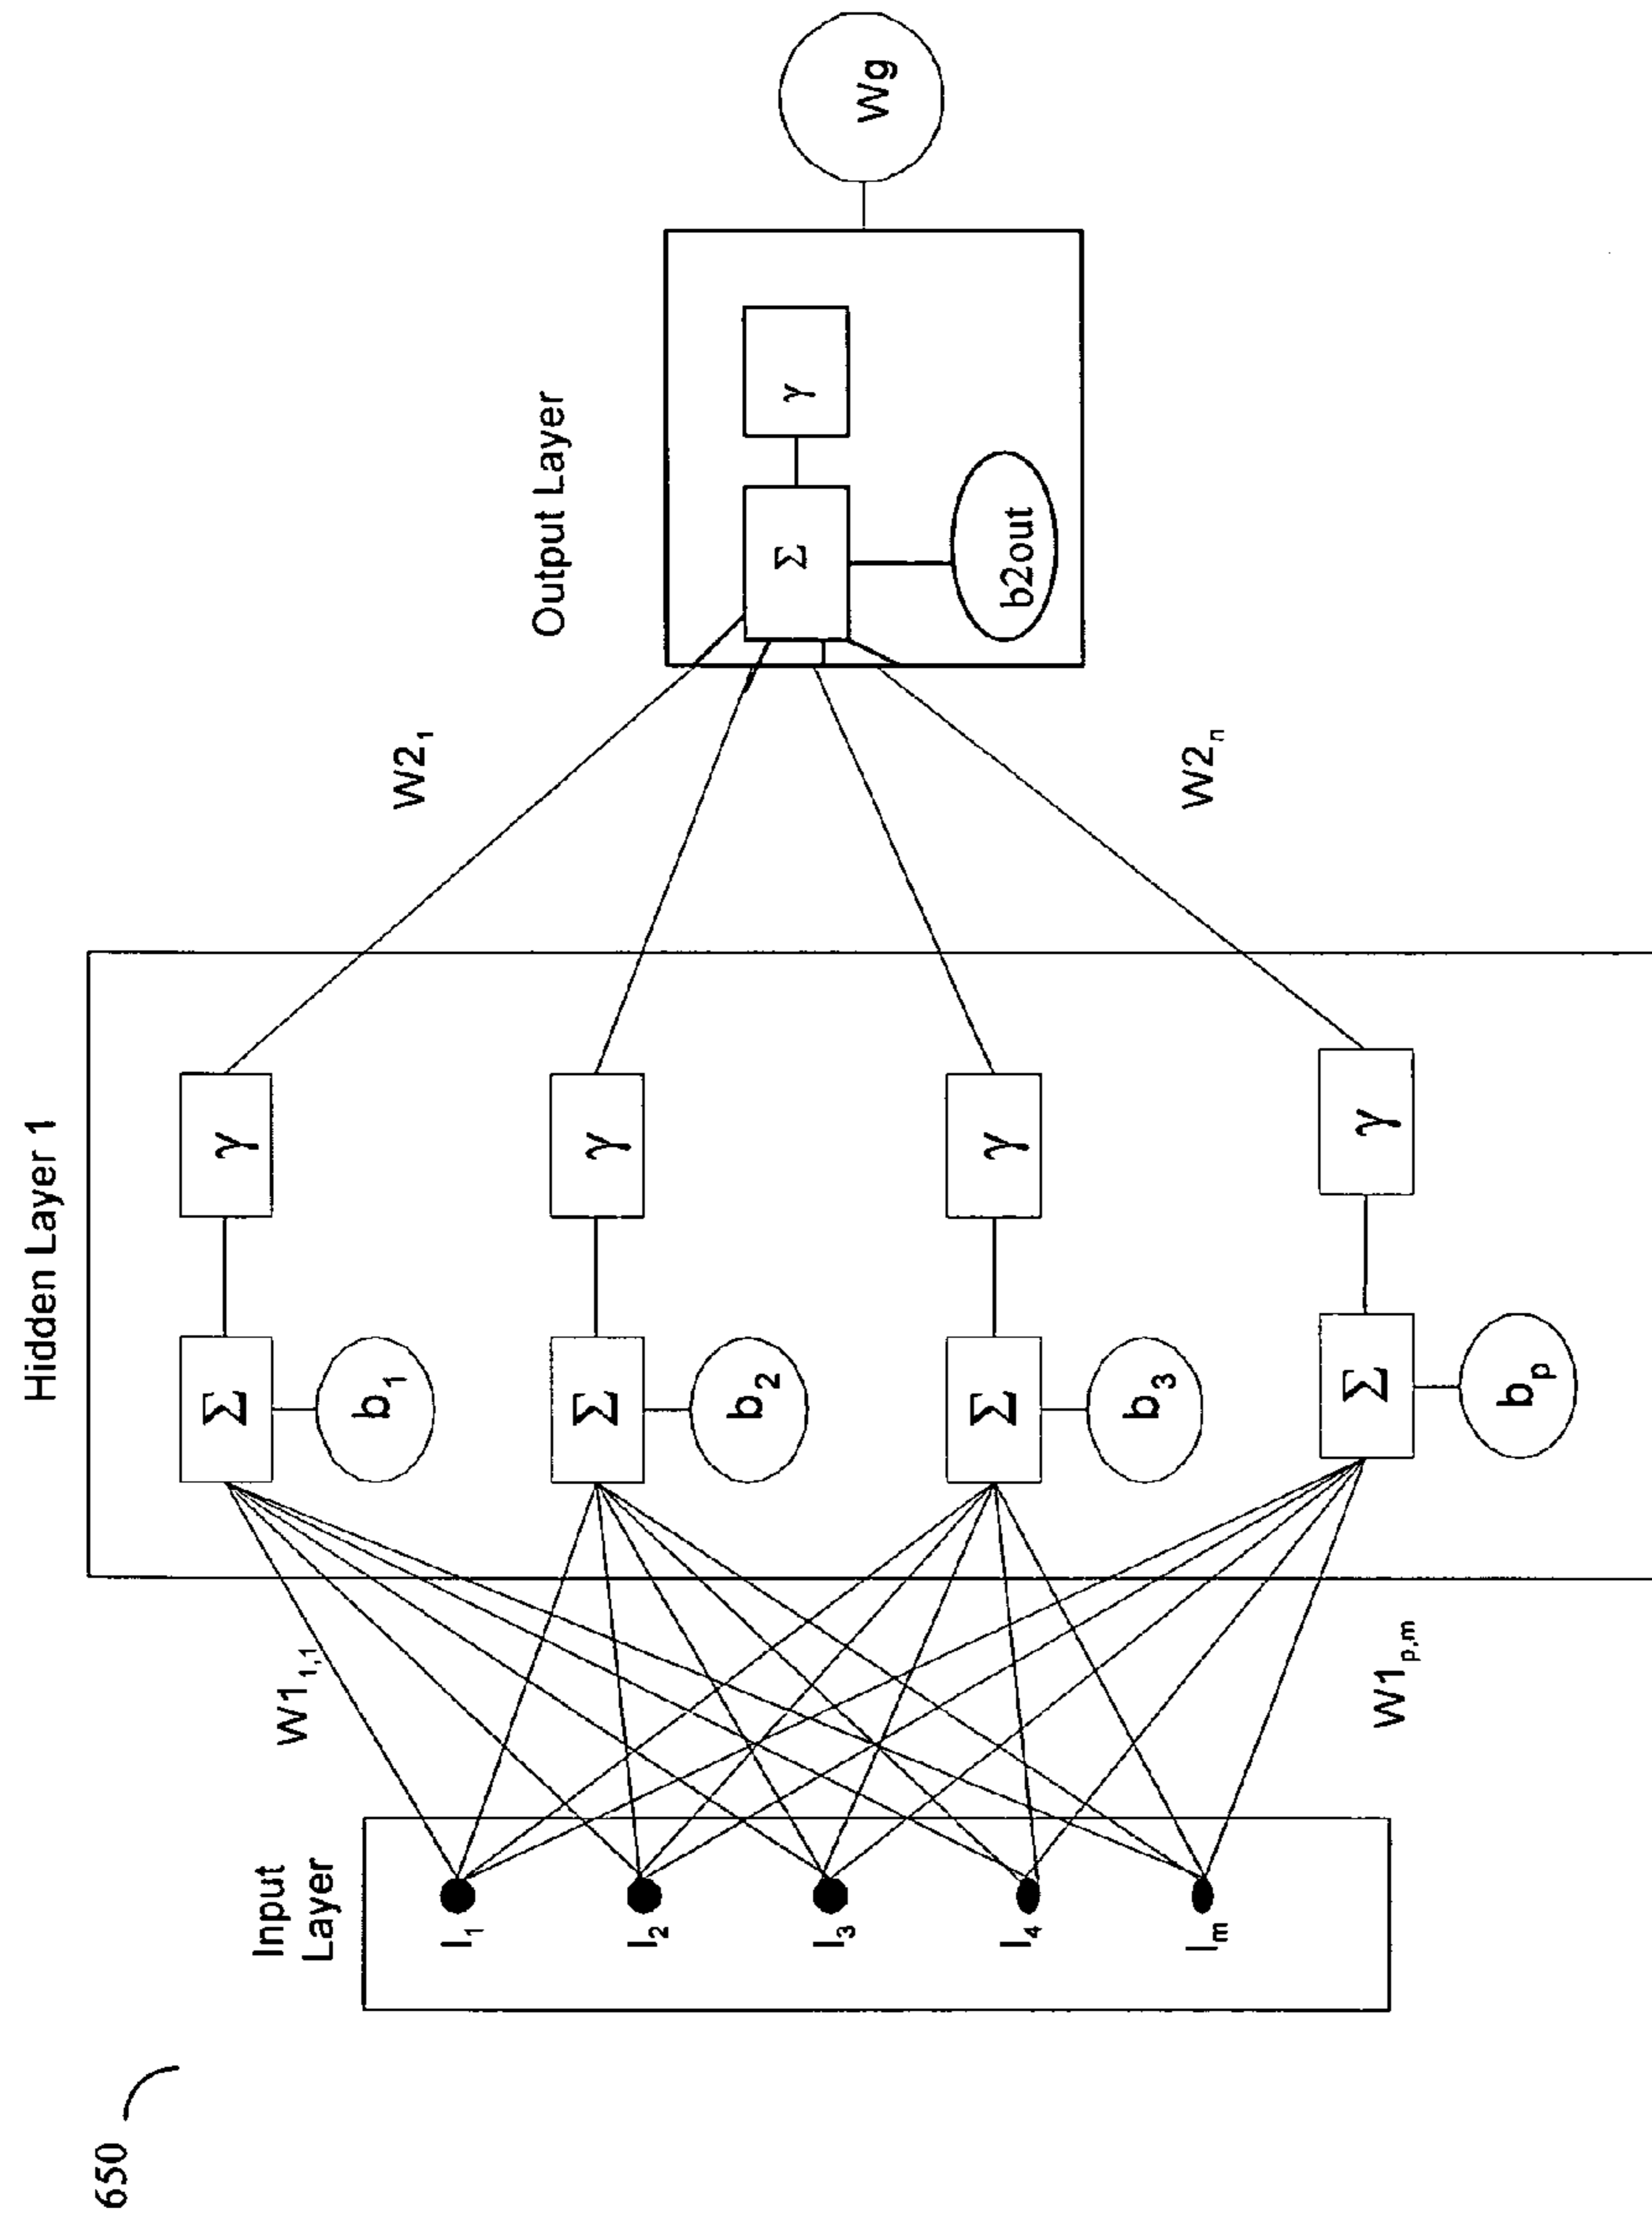 650
Input
Layer
I1
I2
I3
I4
Im
W11,1
W1p,m
Hidden Layer 1
Σ
γ
b1
Σ
γ
b2
Σ
γ
b3
Σ
γ
bp
W21
W2n
Output Layer
Σ
γ
b2out
Wg